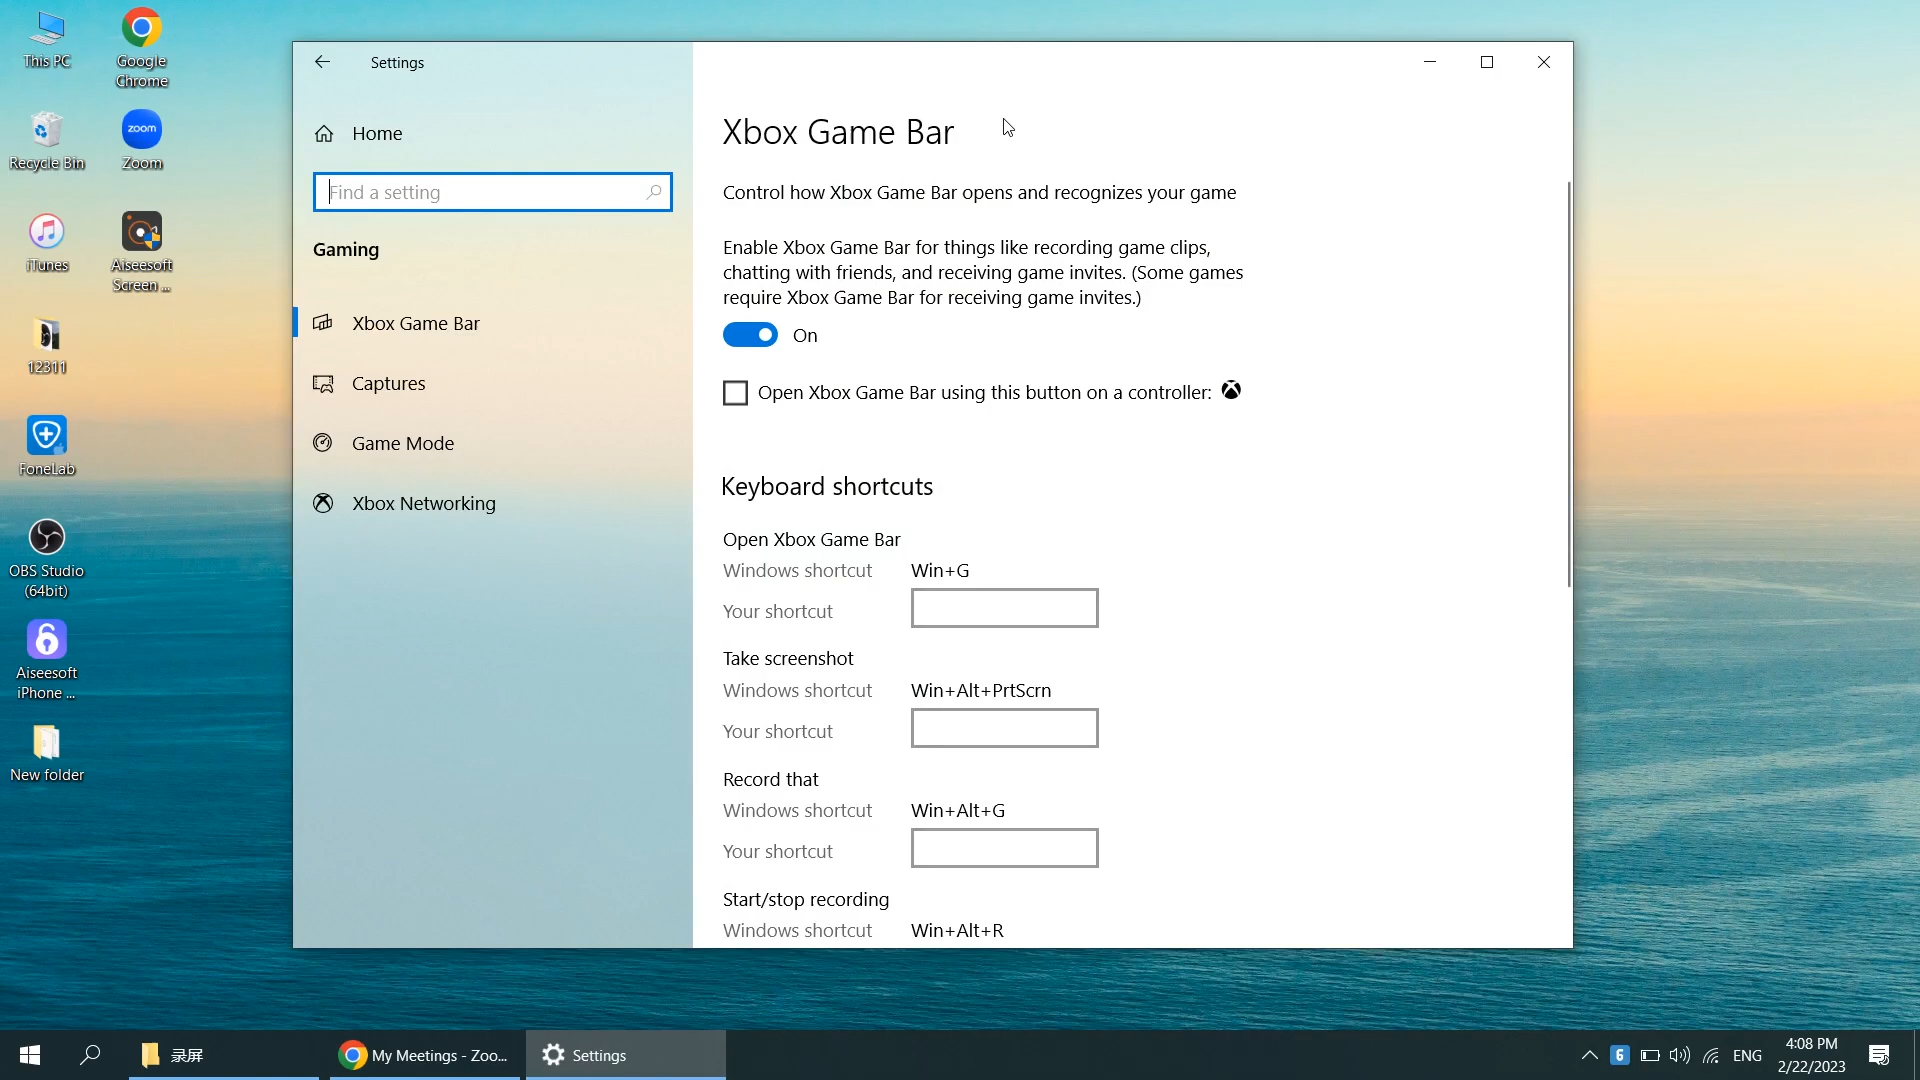 This PC
Google
Chrome
Recycle Bin
zoom
Zoom
iTunes
Aiseesoft
Screen ...
12311
FoneLab
OBS Studio
(64bit)
Aiseesoft
iPhone ...
New folder
Settings
Home
Find a setting
Gaming
Xbox Game Bar
Captures
Game Mode
Xbox Networking
Xbox Game Bar
Control how Xbox Game Bar opens and recognizes your game
Enable Xbox Game Bar for things like recording game clips,
chatting with friends, and receiving game invites. (Some games
require Xbox Game Bar for receiving game invites.)
On
Open Xbox Game Bar using this button on a controller:
Keyboard shortcuts
Open Xbox Game Bar
Windows shortcut Win+G
Your shortcut
Take screenshot
Windows shortcut Win+Alt+PrtScrn
Your shortcut
Record that
Windows shortcut Win+Alt+G
Your shortcut
Start/stop recording
Windows shortcut Win+Alt+R
录屏
My Meetings - Zoo...
Settings
ENG
4:08 PM
2/22/2023